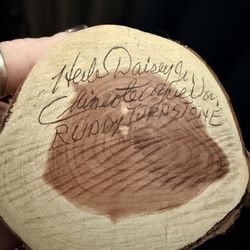 Herb Daisey Jr
Chincoteague Va.
RUDDY TURNSTONE